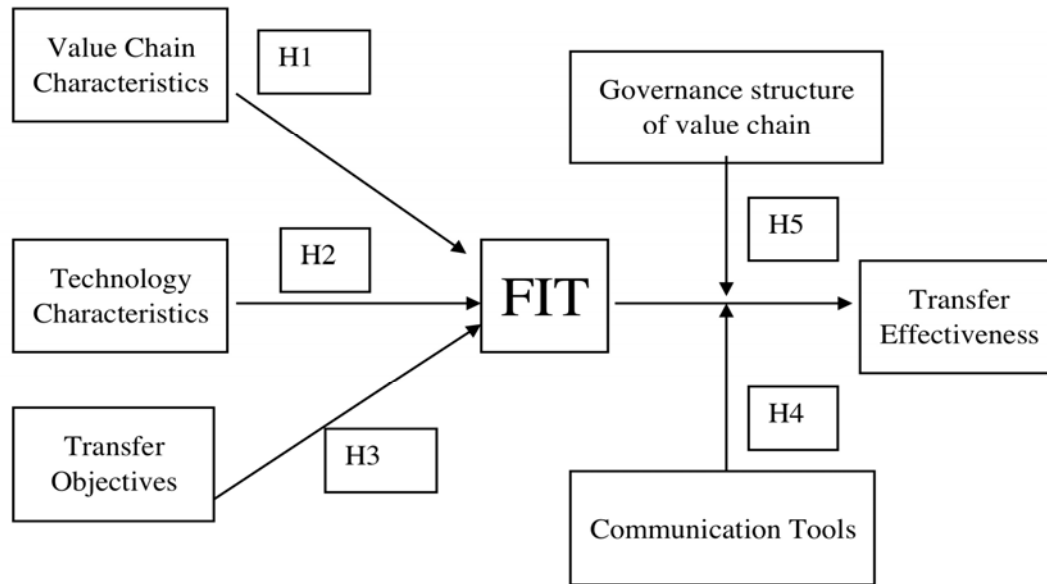 Value Chain
Characteristics
H1
Governance structure
of value chain
H5
Technology
Characteristics
H2
FIT
Transfer
Effectiveness
Transfer
Objectives
H3
H4
Communication Tools